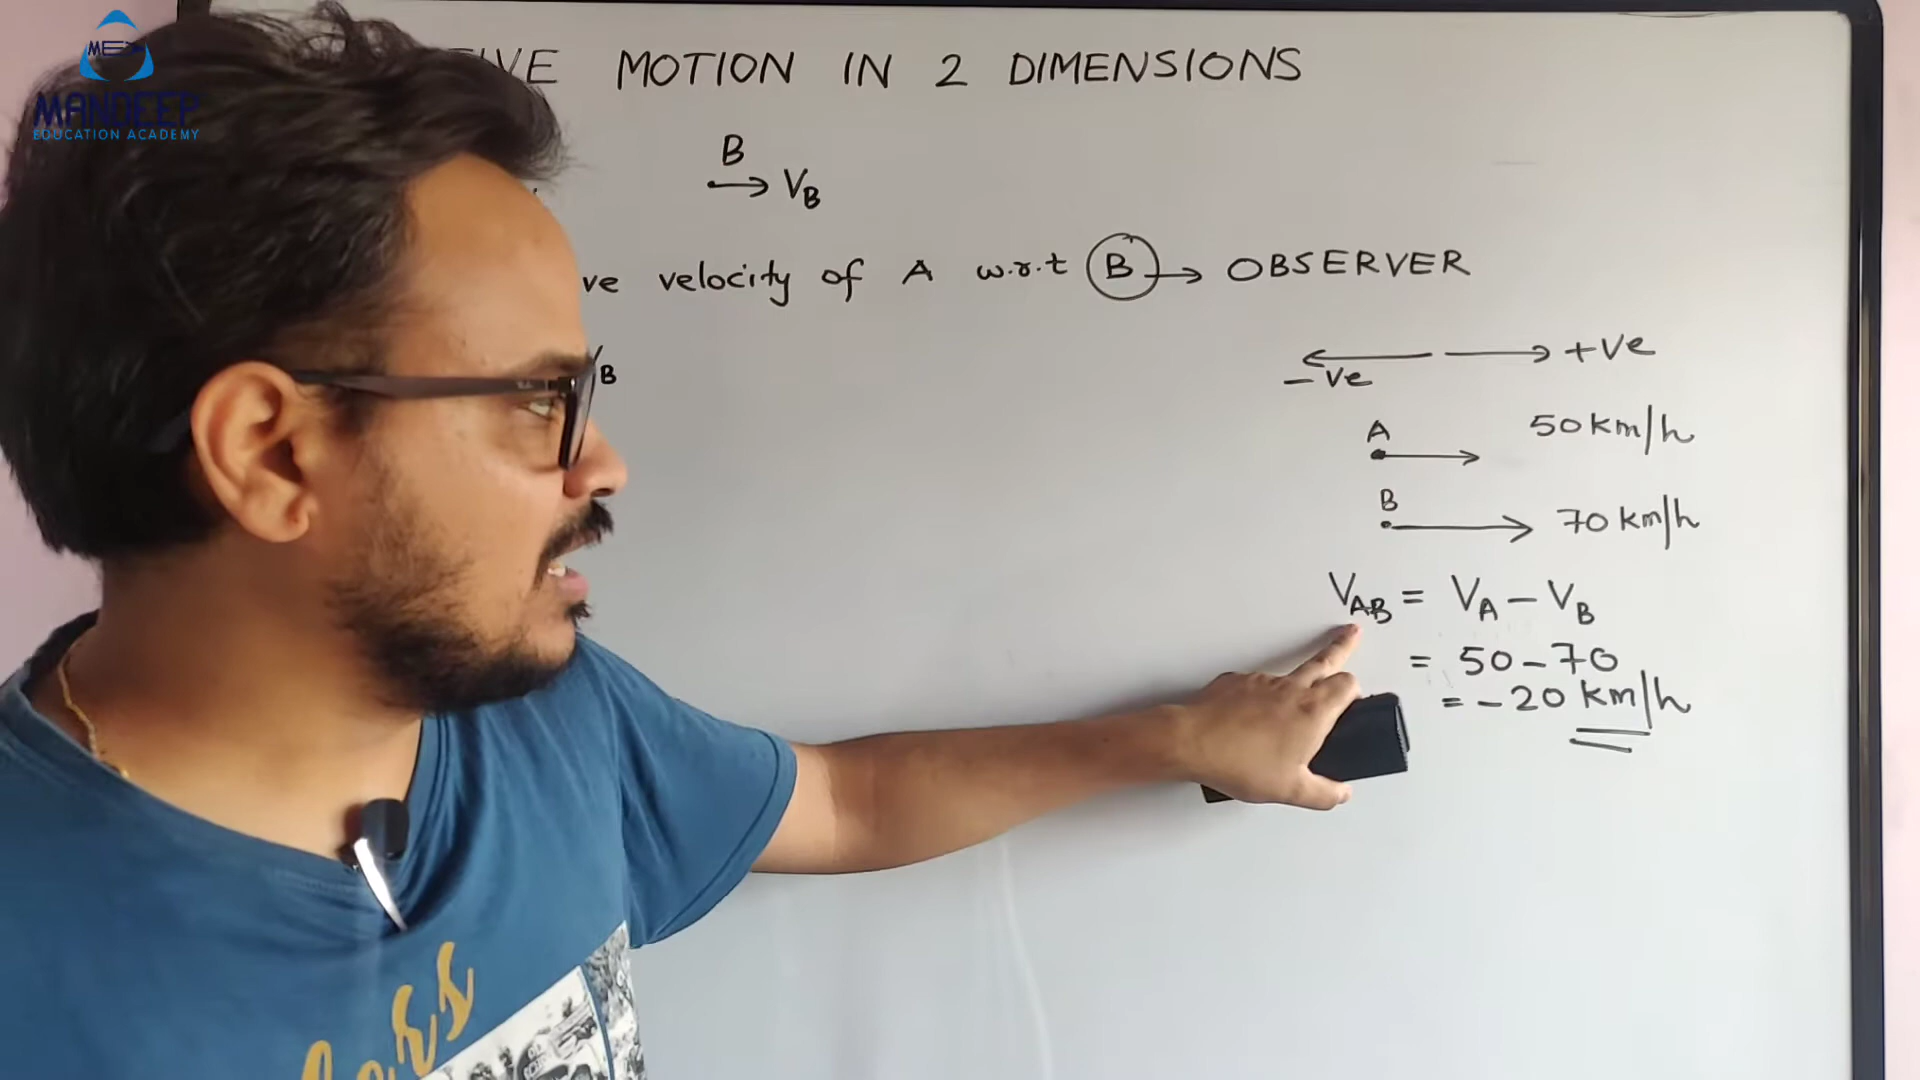 MANDEEP
EDUCATION ACADEMY
IVE MOTION IN 2 DIMENSIONS
B
VB
ve velocity of A w.r.t B → OBSERVER
B
-ve +ve
A 50 km/h
B 70 km/h
VAB = VA - VB
= 50 - 70
= - 20 km/h